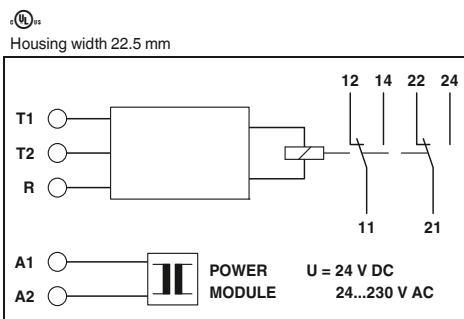 c UL US
Housing width 22.5 mm
12 14 22 24
T1
T2
R
11 21
A1
A2
POWER MODULE
U = 24 V DC
24...230 V AC